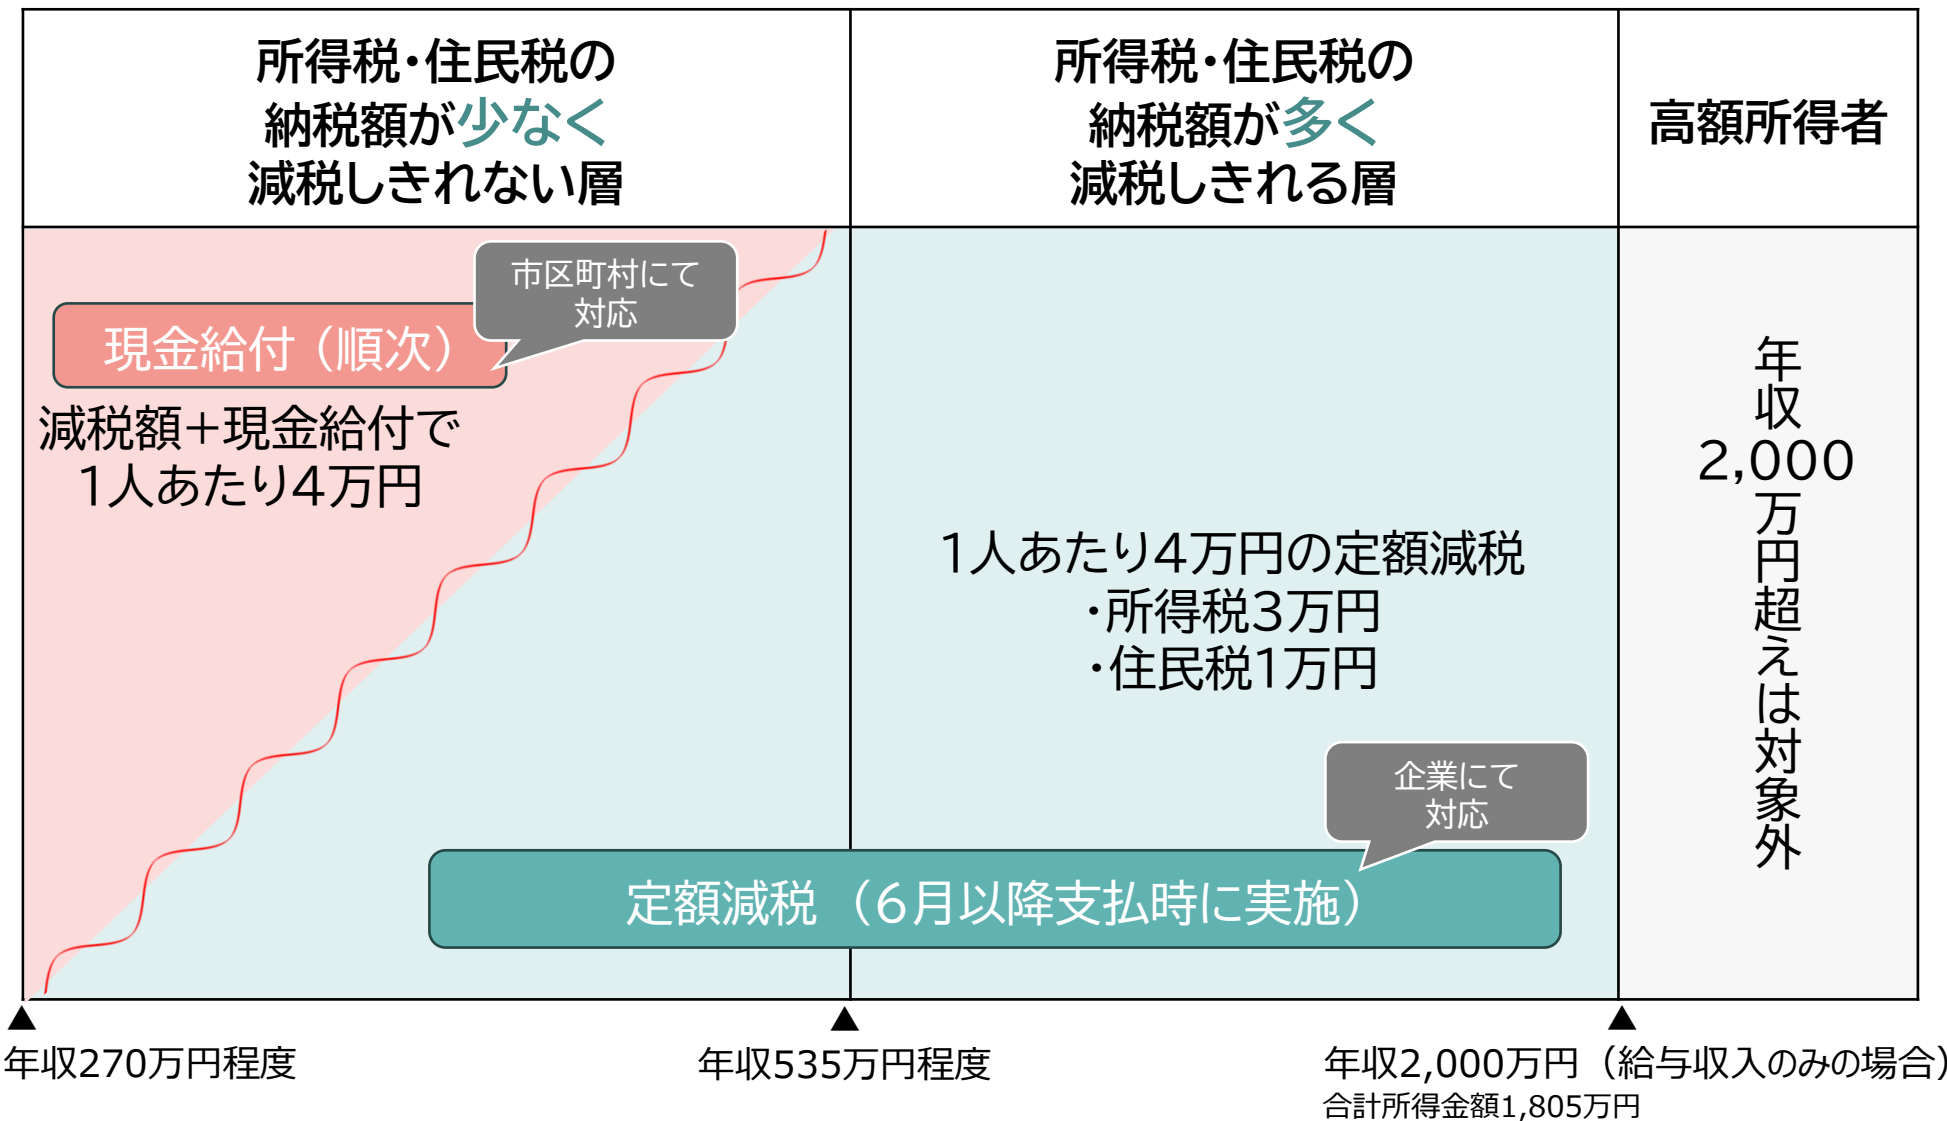 所得税・住民税の
納税額が少なく
減税しきれない層
所得税・住民税の
納税額が多く
減税しきれる層
高額所得者
市区町村にて
対応
現金給付（順次）
減税額＋現金給付で
1人あたり4万円
1人あたり4万円の定額減税
・所得税3万円
・住民税1万円
企業にて
対応
定額減税（6月以降支払時に実施）
年収2,000万円超えは対象外
▲
▲
▲
年収270万円程度
年収535万円程度
年収2,000万円（給与収入のみの場合）
合計所得金額1,805万円